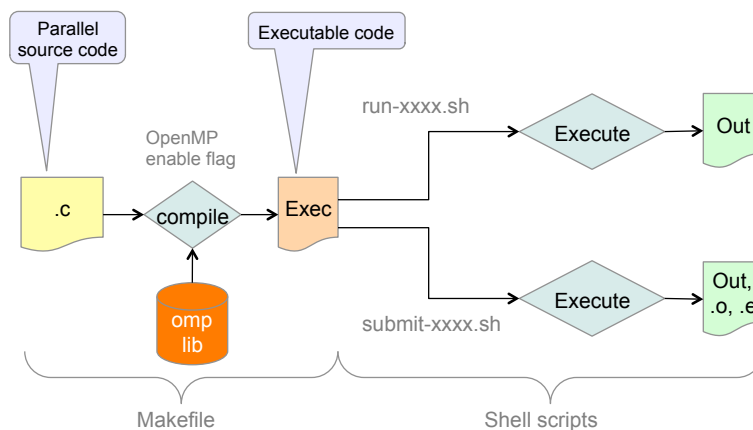 Parallel
source code
Executable code
run-xxxx.sh
OpenMP
enable flag
Execute
Out
.c
compile
Exec
omp
lib
submit-xxxx.sh
Execute
Out,
.o, .e
Makefile
Shell scripts